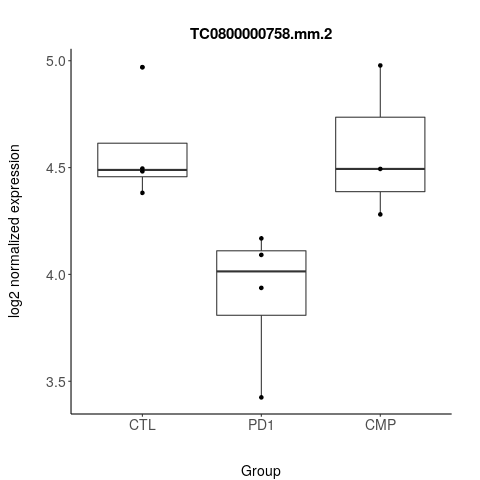 TC0800000758.mm.2
log2 normalized expression
5.0
4.5
4.0
3.5
CTL PD1 CMP
Group